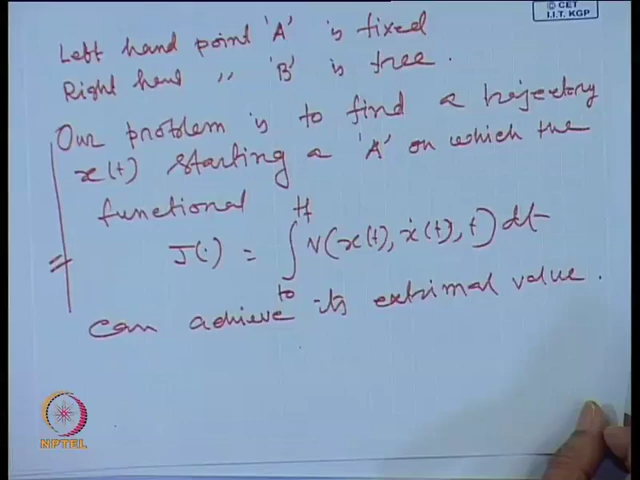 © CET
I.I.T. KGP
Left hand point 'A' is fixed
Right hand ,, 'B' is free.
Our problem is to find a trajectory
x(t) starting a 'A' on which the
functional
J(.) = ∫_{t0}^{tf} V(x(t), ẋ(t), t) dt
can achieve its extrimal value.
NPTEL